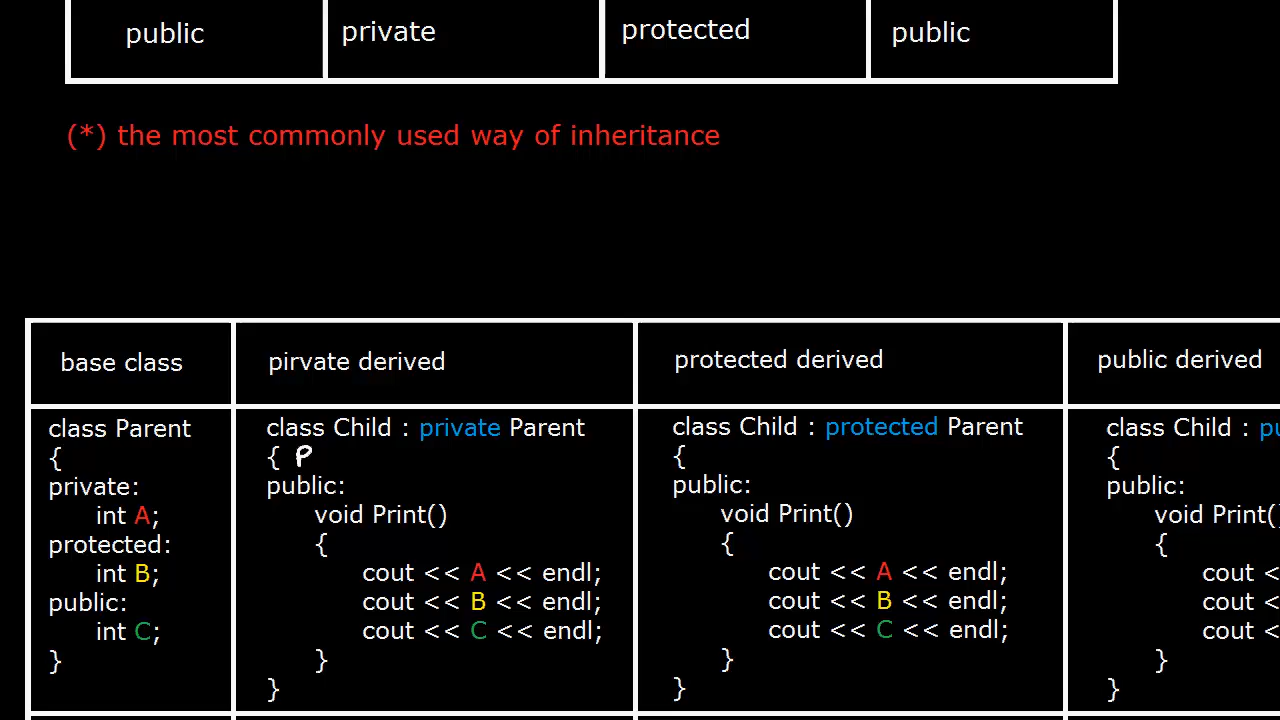 public private protected public
(*) the most commonly used way of inheritance
base class pirvate derived protected derived public derived
class Parent
{
private:
int A;
protected:
int B;
public:
int C;
}
class Child : private Parent
{ P
public:
void Print()
{
cout << A << endl;
cout << B << endl;
cout << C << endl;
}
}
class Child : protected Parent
{
public:
void Print()
{
cout << A << endl;
cout << B << endl;
cout << C << endl;
}
}
class Child :
{
public:
void Print()
{
cout <
cout <
cout <
}
}